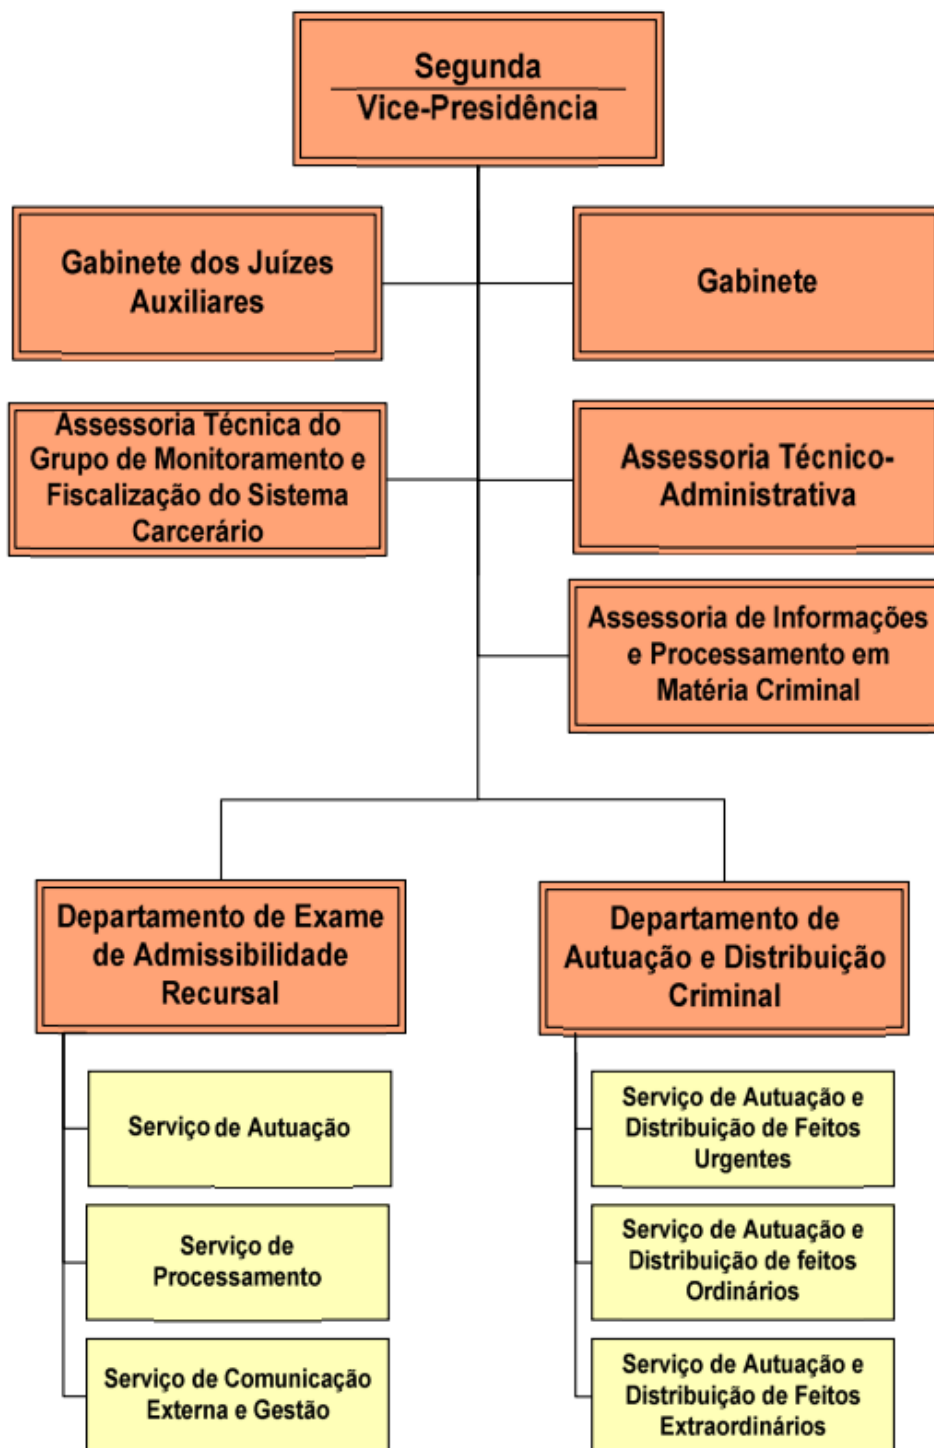 Segunda
Vice-Presidência
Gabinete dos Juízes
Auxiliares
Gabinete
Assessoria Técnica do
Grupo de Monitoramento e
Fiscalização do Sistema
Carcerário
Assessoria Técnico-
Administrativa
Assessoria de Informações
e Processamento em
Matéria Criminal
Departamento de Exame
de Admissibilidade
Recursal
Departamento de
Autuação e Distribuição
Criminal
Serviço de Autuação
Serviço de
Processamento
Serviço de Comunicação
Externa e Gestão
Serviço de Autuação e
Distribuição de Feitos
Urgentes
Serviço de Autuação e
Distribuição de feitos
Ordinários
Serviço de Autuação e
Distribuição de Feitos
Extraordinários